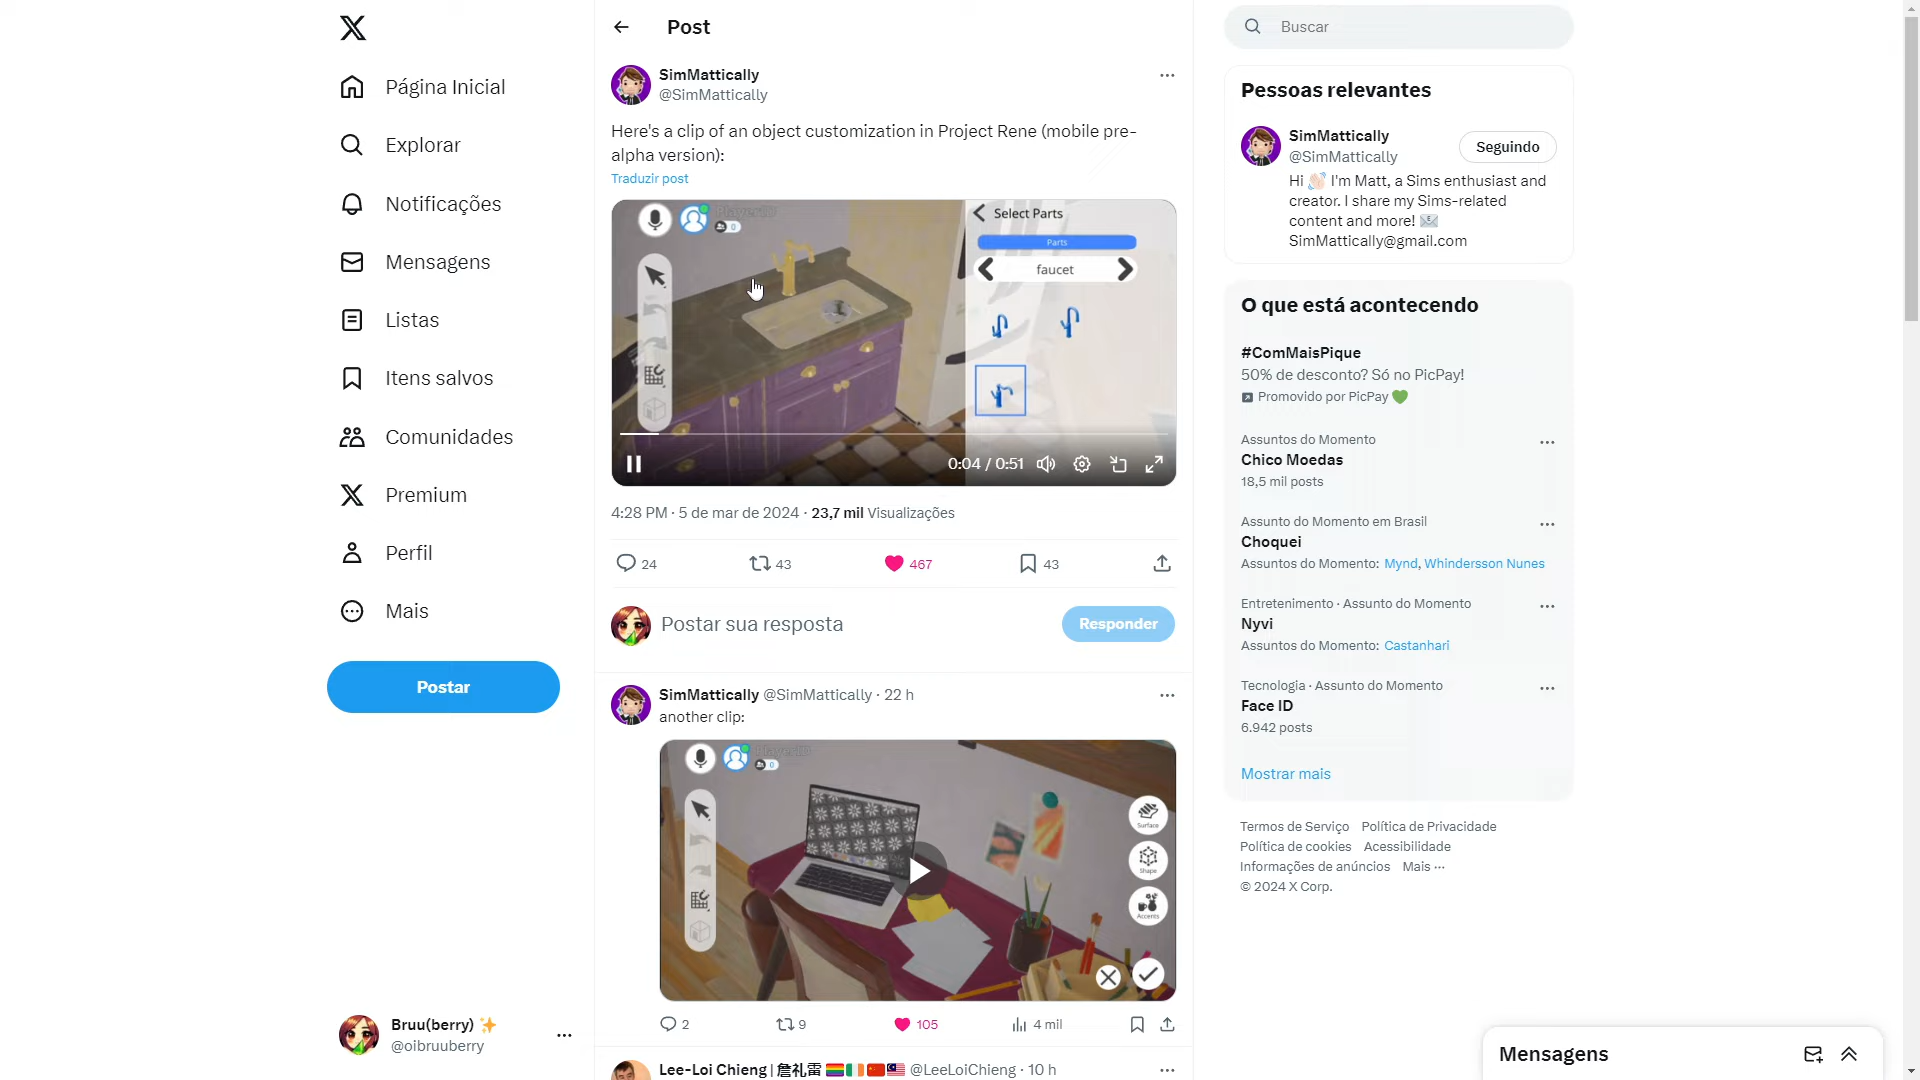 Página Inicial
Explorar
Notificações
Mensagens
Listas
Itens salvos
Comunidades
Premium
Perfil
Mais
Postar
Bruu(berry) ✨
@oibruuberry
Post
SimMattically
@SimMattically
Here's a clip of an object customization in Project Rene (mobile pre-
alpha version):
Traduzir post
0
Select Parts
Parts
faucet
0:04 / 0:51
4:28 PM · 5 de mar de 2024 · 23,7 mil Visualizações
24 43 467 43
Postar sua resposta
Responder
SimMattically @SimMattically · 22 h
another clip:
0
Surface
Shape
Accents
2 9 105 4 mil
Lee-Loi Chieng | 詹礼雷 🏳️‍🌈🇮🇪🇨🇳🇲🇾 @LeeLoiChieng · 10 h
Buscar
Pessoas relevantes
SimMattically
@SimMattically
Seguindo
Hi 👋🏻 I'm Matt, a Sims enthusiast and
creator. I share my Sims-related
content and more! 📧
SimMattically@gmail.com
O que está acontecendo
#ComMaisPique
50% de desconto? Só no PicPay!
Promovido por PicPay 💚
Assuntos do Momento
Chico Moedas
18,5 mil posts
Assunto do Momento em Brasil
Choquei
Assuntos do Momento: Mynd, Whindersson Nunes
Entretenimento · Assunto do Momento
Nyvi
Assuntos do Momento: Castanhari
Tecnologia · Assunto do Momento
Face ID
6.942 posts
Mostrar mais
Termos de Serviço Política de Privacidade
Política de cookies Acessibilidade
Informações de anúncios Mais ···
© 2024 X Corp.
Mensagens